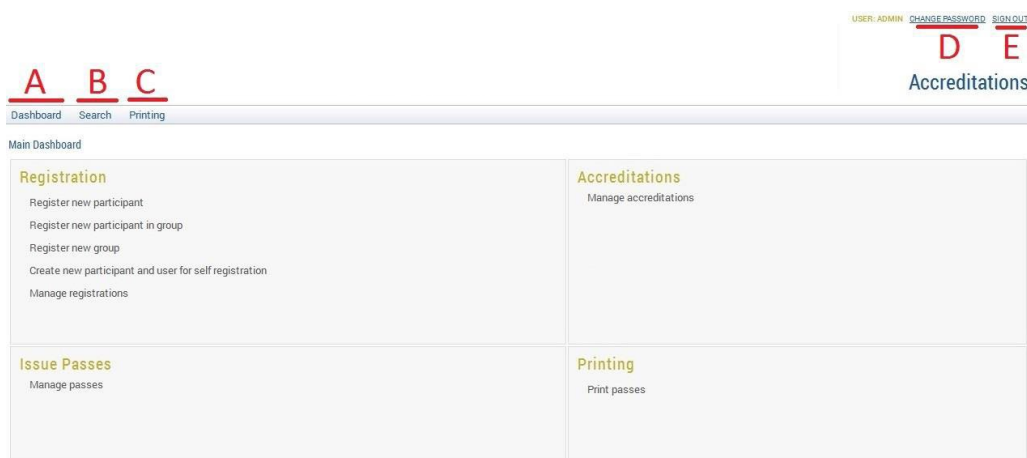 USER: ADMIN CHANGE PASSWORD SIGN OUT
D E
A B C
Accreditations
Dashboard Search Printing
Main Dashboard
Registration
Register new participant
Register new participant in group
Register new group
Create new participant and user for self registration
Manage registrations
Accreditations
Manage accreditations
Issue Passes
Manage passes
Printing
Print passes